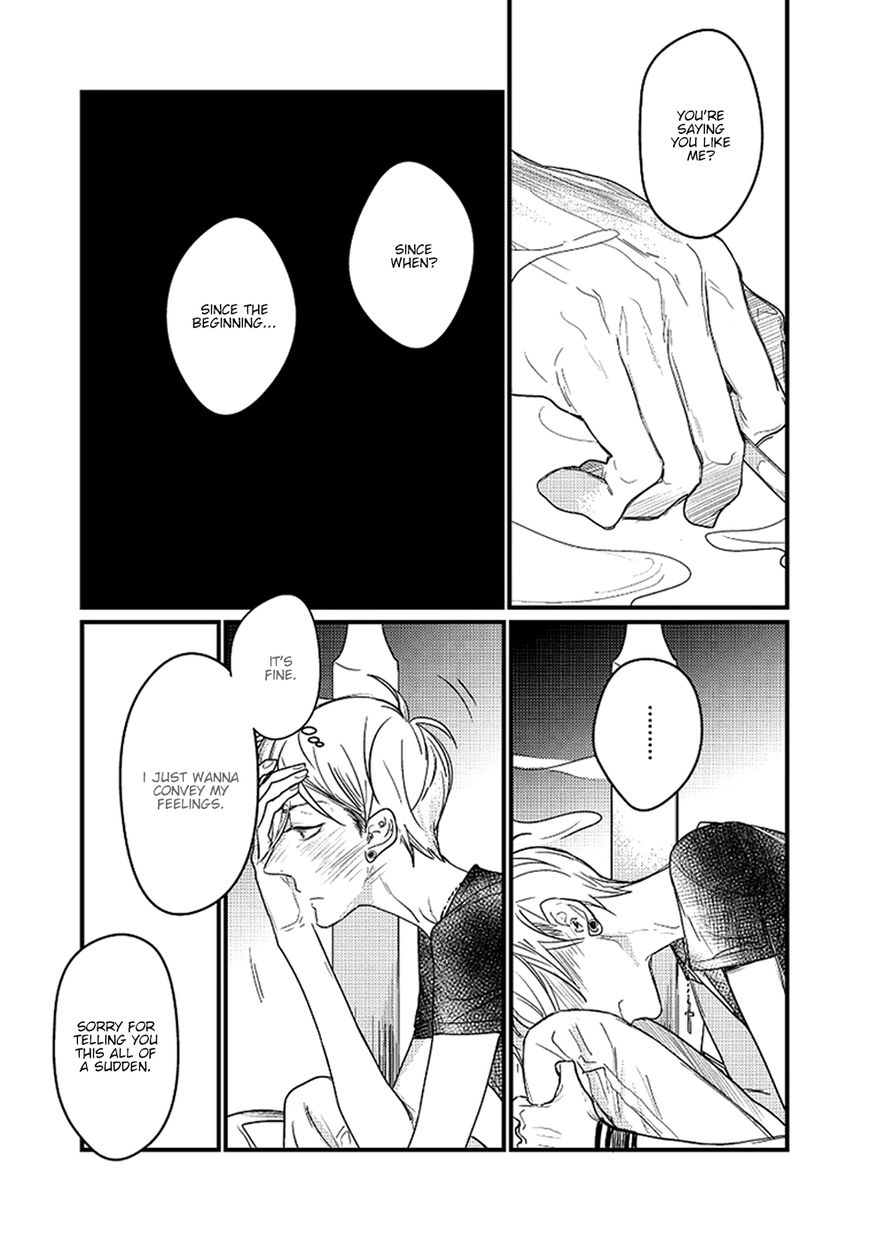 YOU'RE
SAYING
YOU LIKE
ME?
SINCE
WHEN?
SINCE THE
BEGINNING...
.........
IT'S
FINE.
I JUST WANNA
CONVEY MY
FEELINGS.
SORRY FOR
TELLING YOU
THIS ALL OF
A SUDDEN.